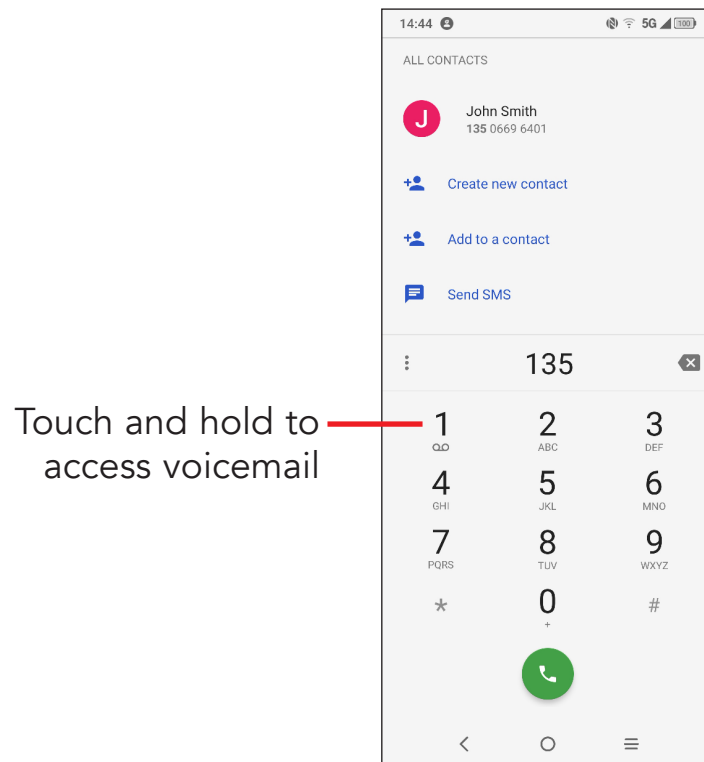 14:44 5G 100
ALL CONTACTS
J John Smith
135 0669 6401
Create new contact
Add to a contact
Send SMS
135
Touch and hold to
access voicemail
1 2 3
ABC DEF
4 5 6
GHI JKL MNO
7 8 9
PQRS TUV WXYZ
* 0 #
+